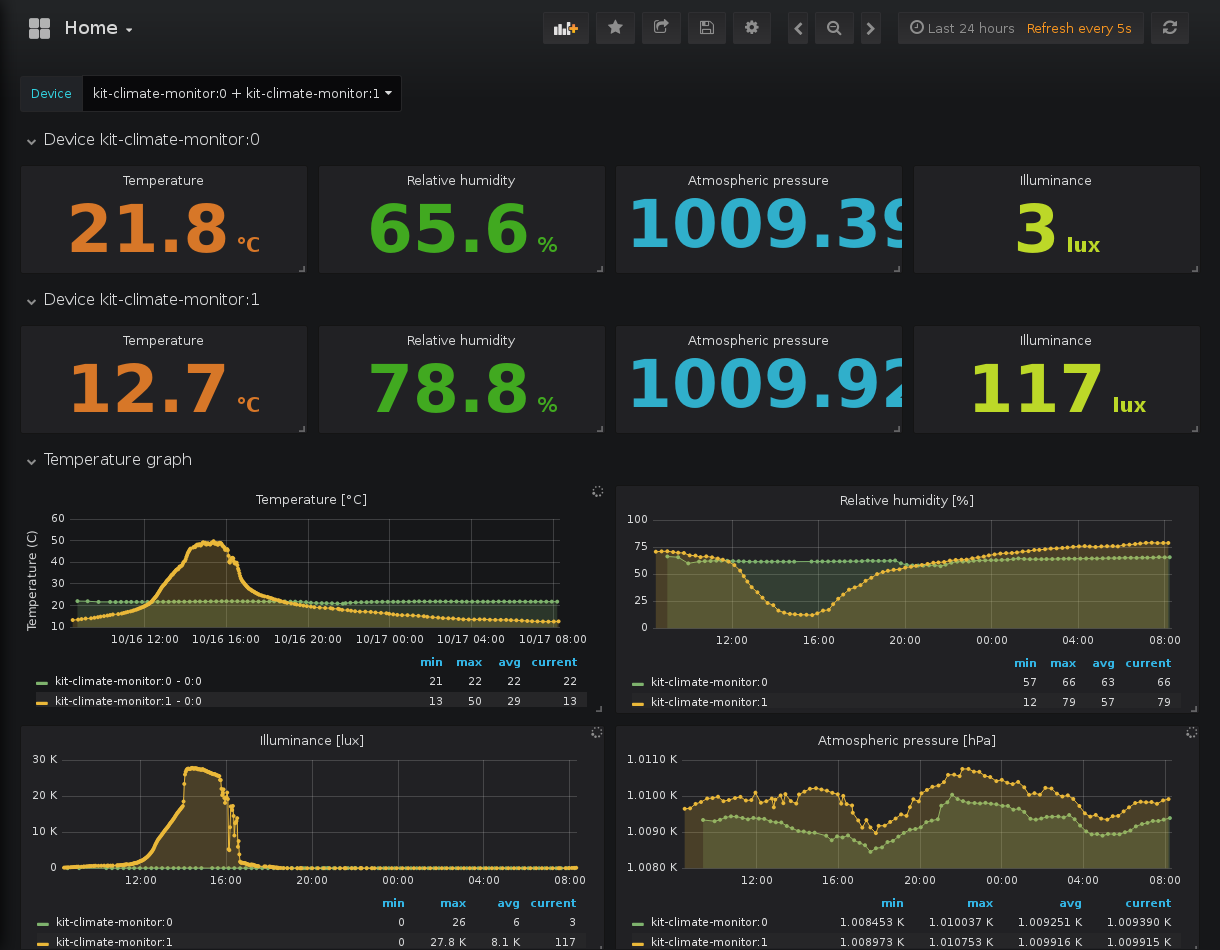 Home
Last 24 hours Refresh every 5s
Device kit-climate-monitor:0 + kit-climate-monitor:1
Device kit-climate-monitor:0
Temperature Relative humidity Atmospheric pressure Illuminance
21.8 °C 65.6 % 1009.39 3 lux
Device kit-climate-monitor:1
Temperature Relative humidity Atmospheric pressure Illuminance
12.7 °C 78.8 % 1009.92 117 lux
Temperature graph
Temperature [°C]
Temperature (C)
60
50
40
30
20
10
10/16 12:00 10/16 16:00 10/16 20:00 10/17 00:00 10/17 04:00 10/17 08:00
min max avg current
kit-climate-monitor:0 - 0:0 21 22 22 22
kit-climate-monitor:1 - 0:0 13 50 29 13
Relative humidity [%]
100
75
50
25
0
12:00 16:00 20:00 00:00 04:00 08:00
min max avg current
kit-climate-monitor:0 57 66 63 66
kit-climate-monitor:1 12 79 57 79
Illuminance [lux]
30 K
20 K
10 K
0
12:00 16:00 20:00 00:00 04:00 08:00
min max avg current
kit-climate-monitor:0 0 26 6 3
kit-climate-monitor:1 0 27.8 K 8.1 K 117
Atmospheric pressure [hPa]
1.0110 K
1.0100 K
1.0090 K
1.0080 K
12:00 16:00 20:00 00:00 04:00 08:00
min max avg current
kit-climate-monitor:0 1.008453 K 1.010037 K 1.009251 K 1.009390 K
kit-climate-monitor:1 1.008973 K 1.010753 K 1.009916 K 1.009915 K